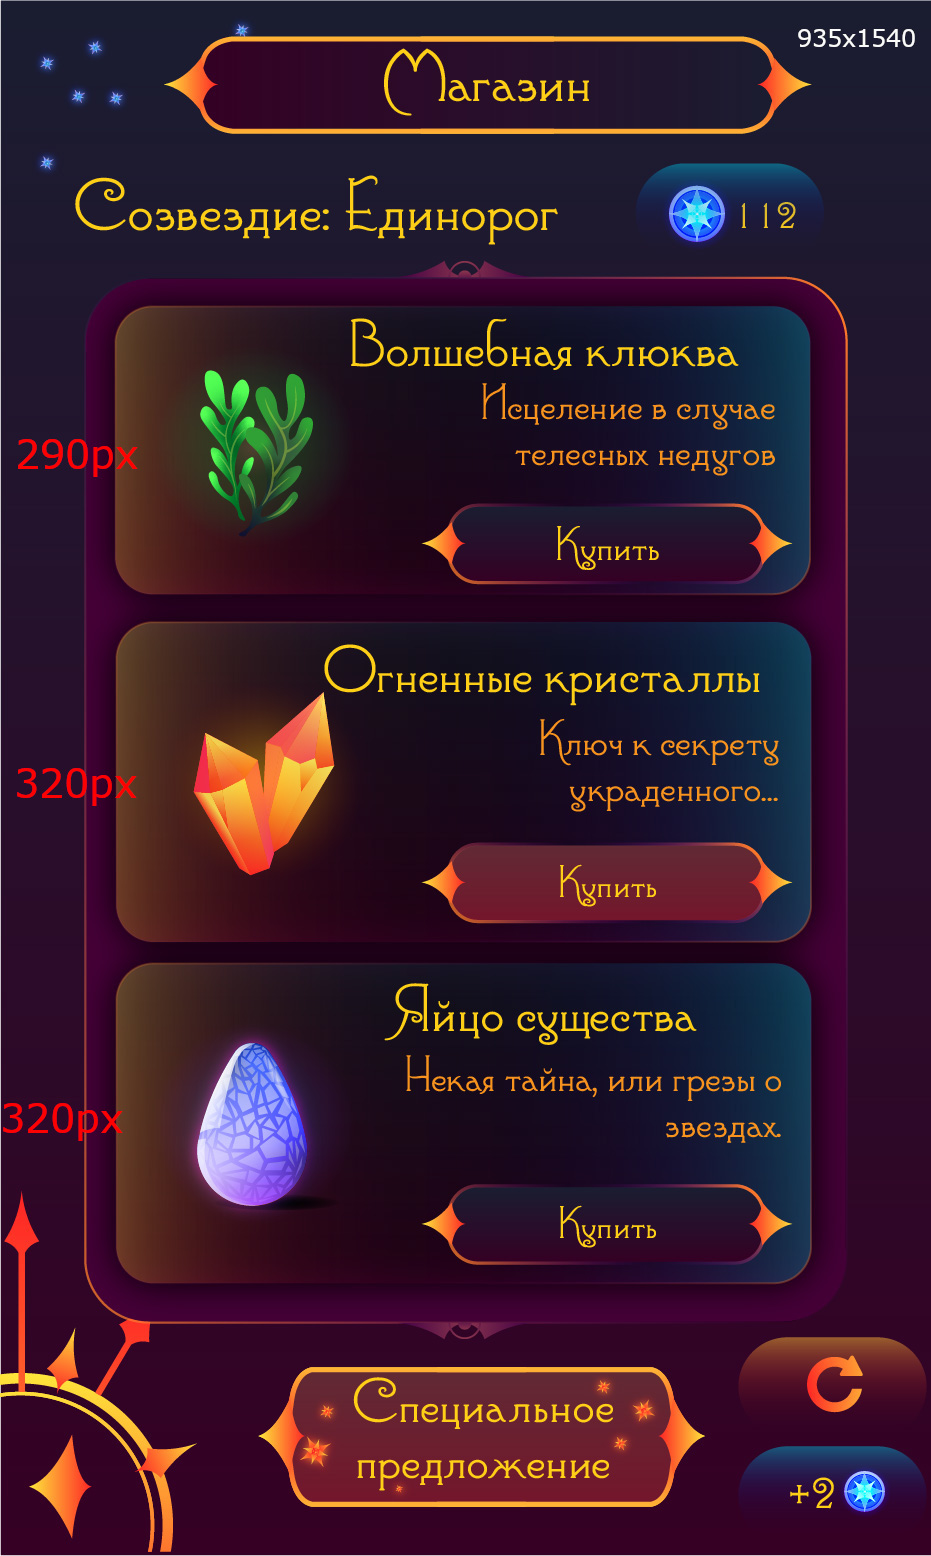 935x1540
Магазин
Созвездие: Единорог
112
Волшебная клюква
Исцеление в случае
телесных недугов
290px
Купить
Огненные кристаллы
Ключ к секрету
украденного...
320px
Купить
Яйцо существа
Некая тайна, или грезы о
звездах.
320px
Купить
Специальное
предложение
+2